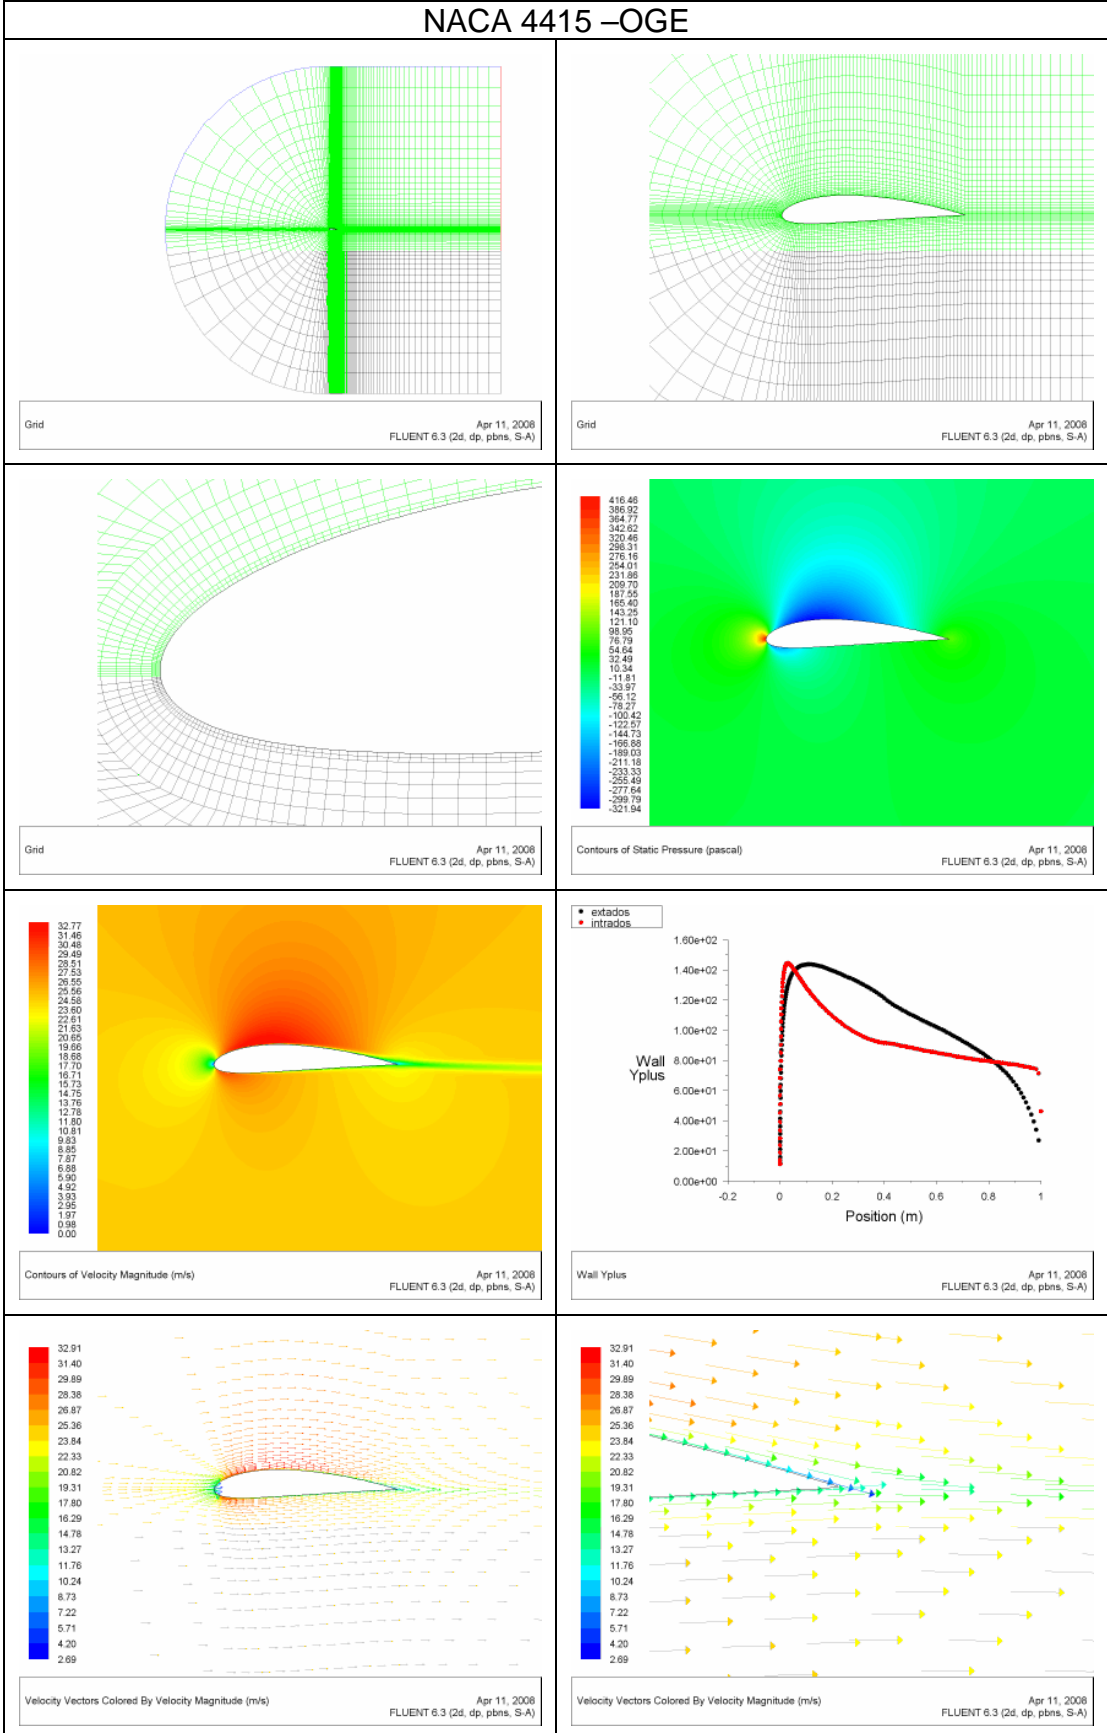 NACA 4415 –OGE
Grid
Apr 11, 2008
FLUENT 6.3 (2d, dp, pbns, S-A)
Grid
Apr 11, 2008
FLUENT 6.3 (2d, dp, pbns, S-A)
Grid
Apr 11, 2008
FLUENT 6.3 (2d, dp, pbns, S-A)
416.46
386.92
364.77
342.62
320.46
298.31
276.16
254.01
231.86
209.70
187.55
165.40
143.25
121.10
98.95
76.79
54.64
32.49
10.34
-11.81
-33.97
-56.12
-78.27
-100.42
-122.57
-144.73
-166.88
-189.03
-211.18
-233.33
-255.49
-277.64
-299.79
-321.94
Contours of Static Pressure (pascal)
Apr 11, 2008
FLUENT 6.3 (2d, dp, pbns, S-A)
32.77
31.46
30.48
29.49
28.51
27.53
26.55
25.56
24.58
23.60
22.61
21.63
20.65
19.66
18.68
17.70
16.71
15.73
14.75
13.76
12.78
11.80
10.81
9.83
8.85
7.87
6.88
5.90
4.92
3.93
2.95
1.97
0.98
0.00
Contours of Velocity Magnitude (m/s)
Apr 11, 2008
FLUENT 6.3 (2d, dp, pbns, S-A)
extados
intrados
1.60e+02
1.40e+02
1.20e+02
1.00e+02
8.00e+01
6.00e+01
4.00e+01
2.00e+01
0.00e+00
Wall
Yplus
-0.2 0 0.2 0.4 0.6 0.8 1
Position (m)
Wall Yplus
Apr 11, 2008
FLUENT 6.3 (2d, dp, pbns, S-A)
32.91
31.40
29.89
28.38
26.87
25.36
23.84
22.33
20.82
19.31
17.80
16.29
14.78
13.27
11.76
10.24
8.73
7.22
5.71
4.20
2.69
Velocity Vectors Colored By Velocity Magnitude (m/s)
Apr 11, 2008
FLUENT 6.3 (2d, dp, pbns, S-A)
32.91
31.40
29.89
28.38
26.87
25.36
23.84
22.33
20.82
19.31
17.80
16.29
14.78
13.27
11.76
10.24
8.73
7.22
5.71
4.20
2.69
Velocity Vectors Colored By Velocity Magnitude (m/s)
Apr 11, 2008
FLUENT 6.3 (2d, dp, pbns, S-A)